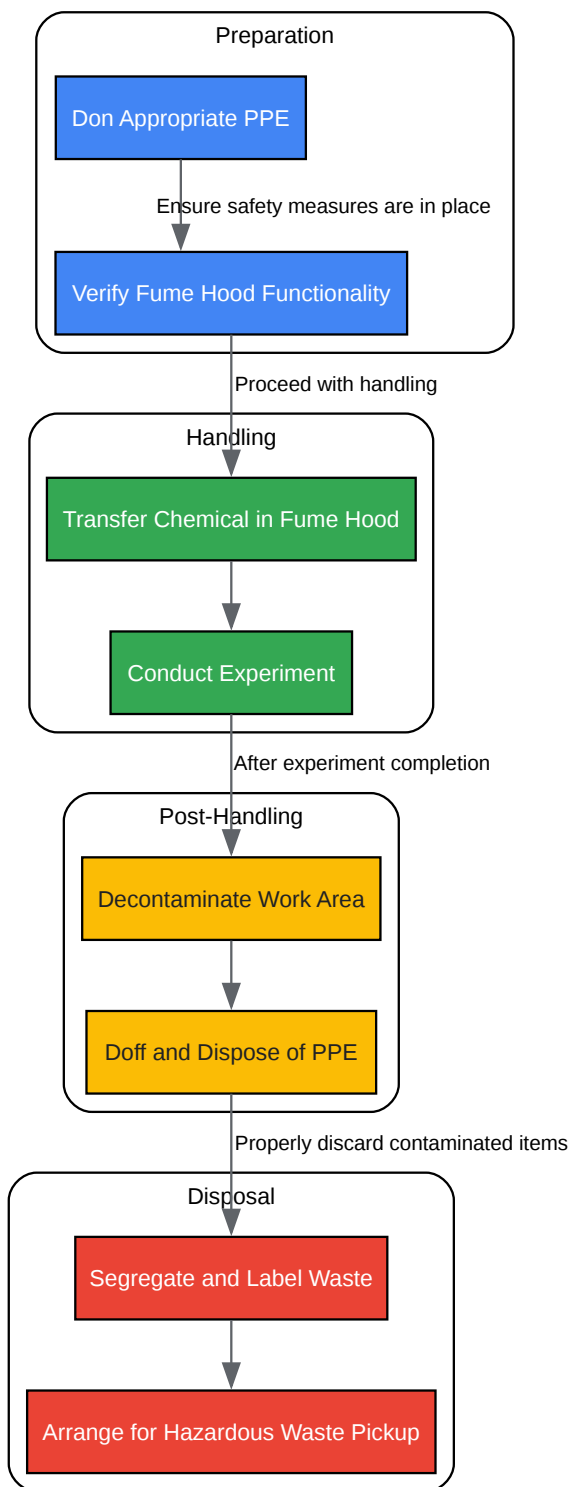 Preparation
Don Appropriate PPE
Ensure safety measures are in place
Verify Fume Hood Functionality
Proceed with handling
Handling
Transfer Chemical in Fume Hood
Conduct Experiment
After experiment completion
Post-Handling
Decontaminate Work Area
Doff and Dispose of PPE
Properly discard contaminated items
Disposal
Segregate and Label Waste
Arrange for Hazardous Waste Pickup